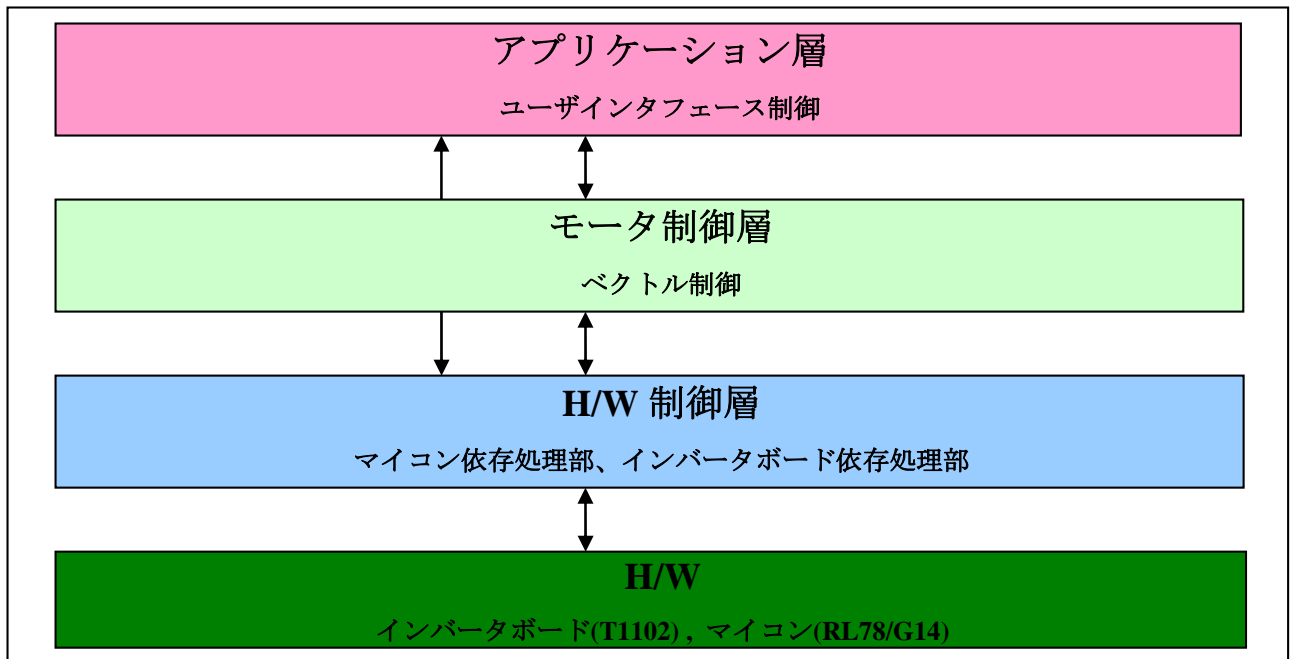 アプリケーション層
ユーザインタフェース制御
モータ制御層
ベクトル制御
H/W 制御層
マイコン依存処理部、インバータボード依存処理部
H/W
インバータボード(T1102) , マイコン(RL78/G14)